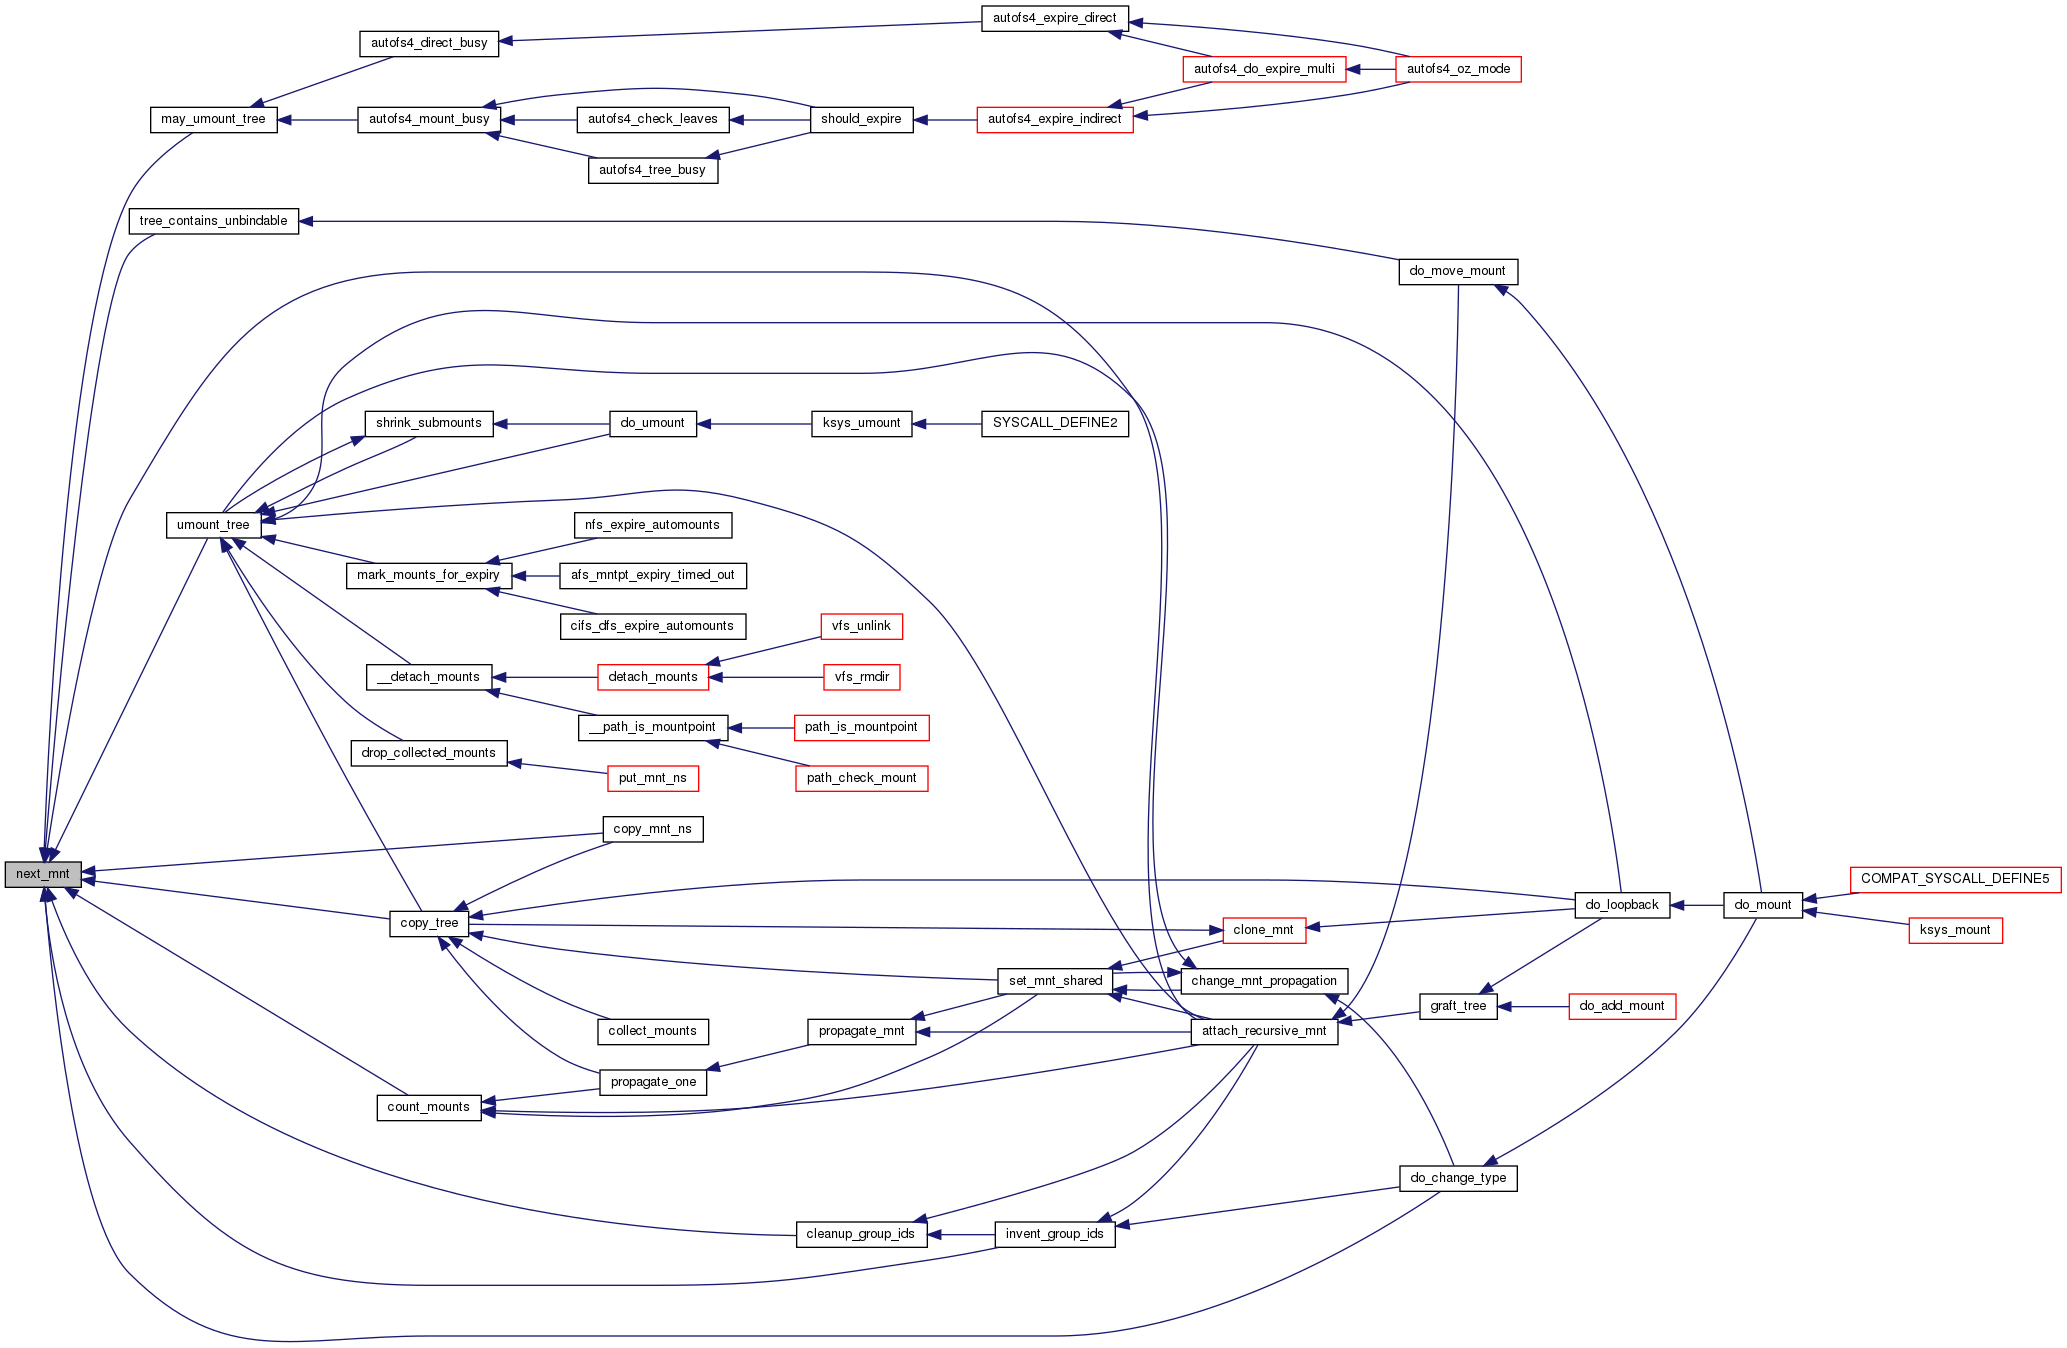 autofs4_expire_direct
autofs4_direct_busy
autofs4_do_expire_multi
autofs4_oz_mode
may_umount_tree
autofs4_mount_busy
autofs4_check_leaves
should_expire
autofs4_expire_indirect
autofs4_tree_busy
tree_contains_unbindable
do_move_mount
shrink_submounts
do_umount
ksys_umount
SYSCALL_DEFINE2
umount_tree
nfs_expire_automounts
mark_mounts_for_expiry
afs_mntpt_expiry_timed_out
cifs_dfs_expire_automounts
vfs_unlink
__detach_mounts
detach_mounts
vfs_rmdir
__path_is_mountpoint
path_is_mountpoint
drop_collected_mounts
put_mnt_ns
path_check_mount
copy_mnt_ns
next_mnt
COMPAT_SYSCALL_DEFINE5
do_loopback
do_mount
copy_tree
clone_mnt
ksys_mount
set_mnt_shared
change_mnt_propagation
graft_tree
do_add_mount
collect_mounts
propagate_mnt
attach_recursive_mnt
propagate_one
count_mounts
do_change_type
cleanup_group_ids
invent_group_ids